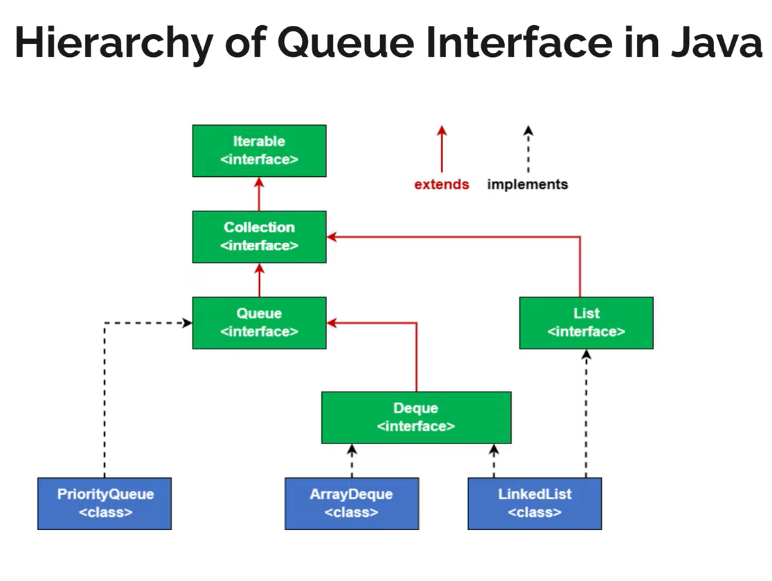 Hierarchy of Queue Interface in Java
Iterable
<interface>
extends
implements
Collection
<interface>
Queue
<interface>
List
<interface>
Deque
<interface>
PriorityQueue
<class>
ArrayDeque
<class>
LinkedList
<class>